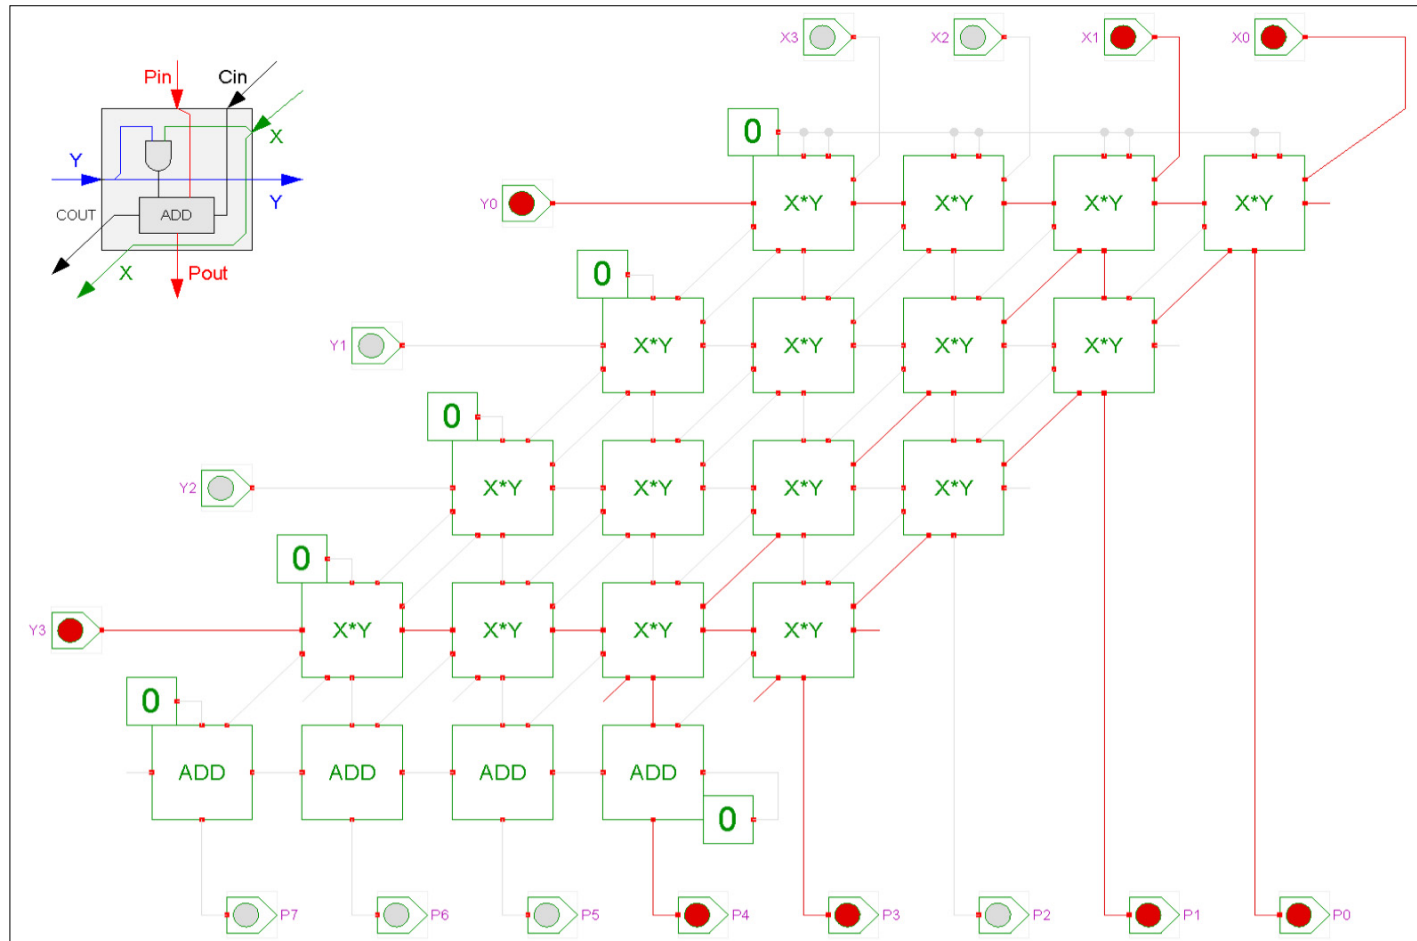 X3 X2 X1 X0
Pin Cin
0
X
Y
X*Y X*Y X*Y X*Y
Y0
Y
COUT ADD
X Pout
0
Y1 X*Y X*Y X*Y X*Y
0
Y2 X*Y X*Y X*Y X*Y
0
Y3 X*Y X*Y X*Y X*Y
0
ADD ADD ADD ADD
0
P7 P6 P5 P4 P3 P2 P1 P0